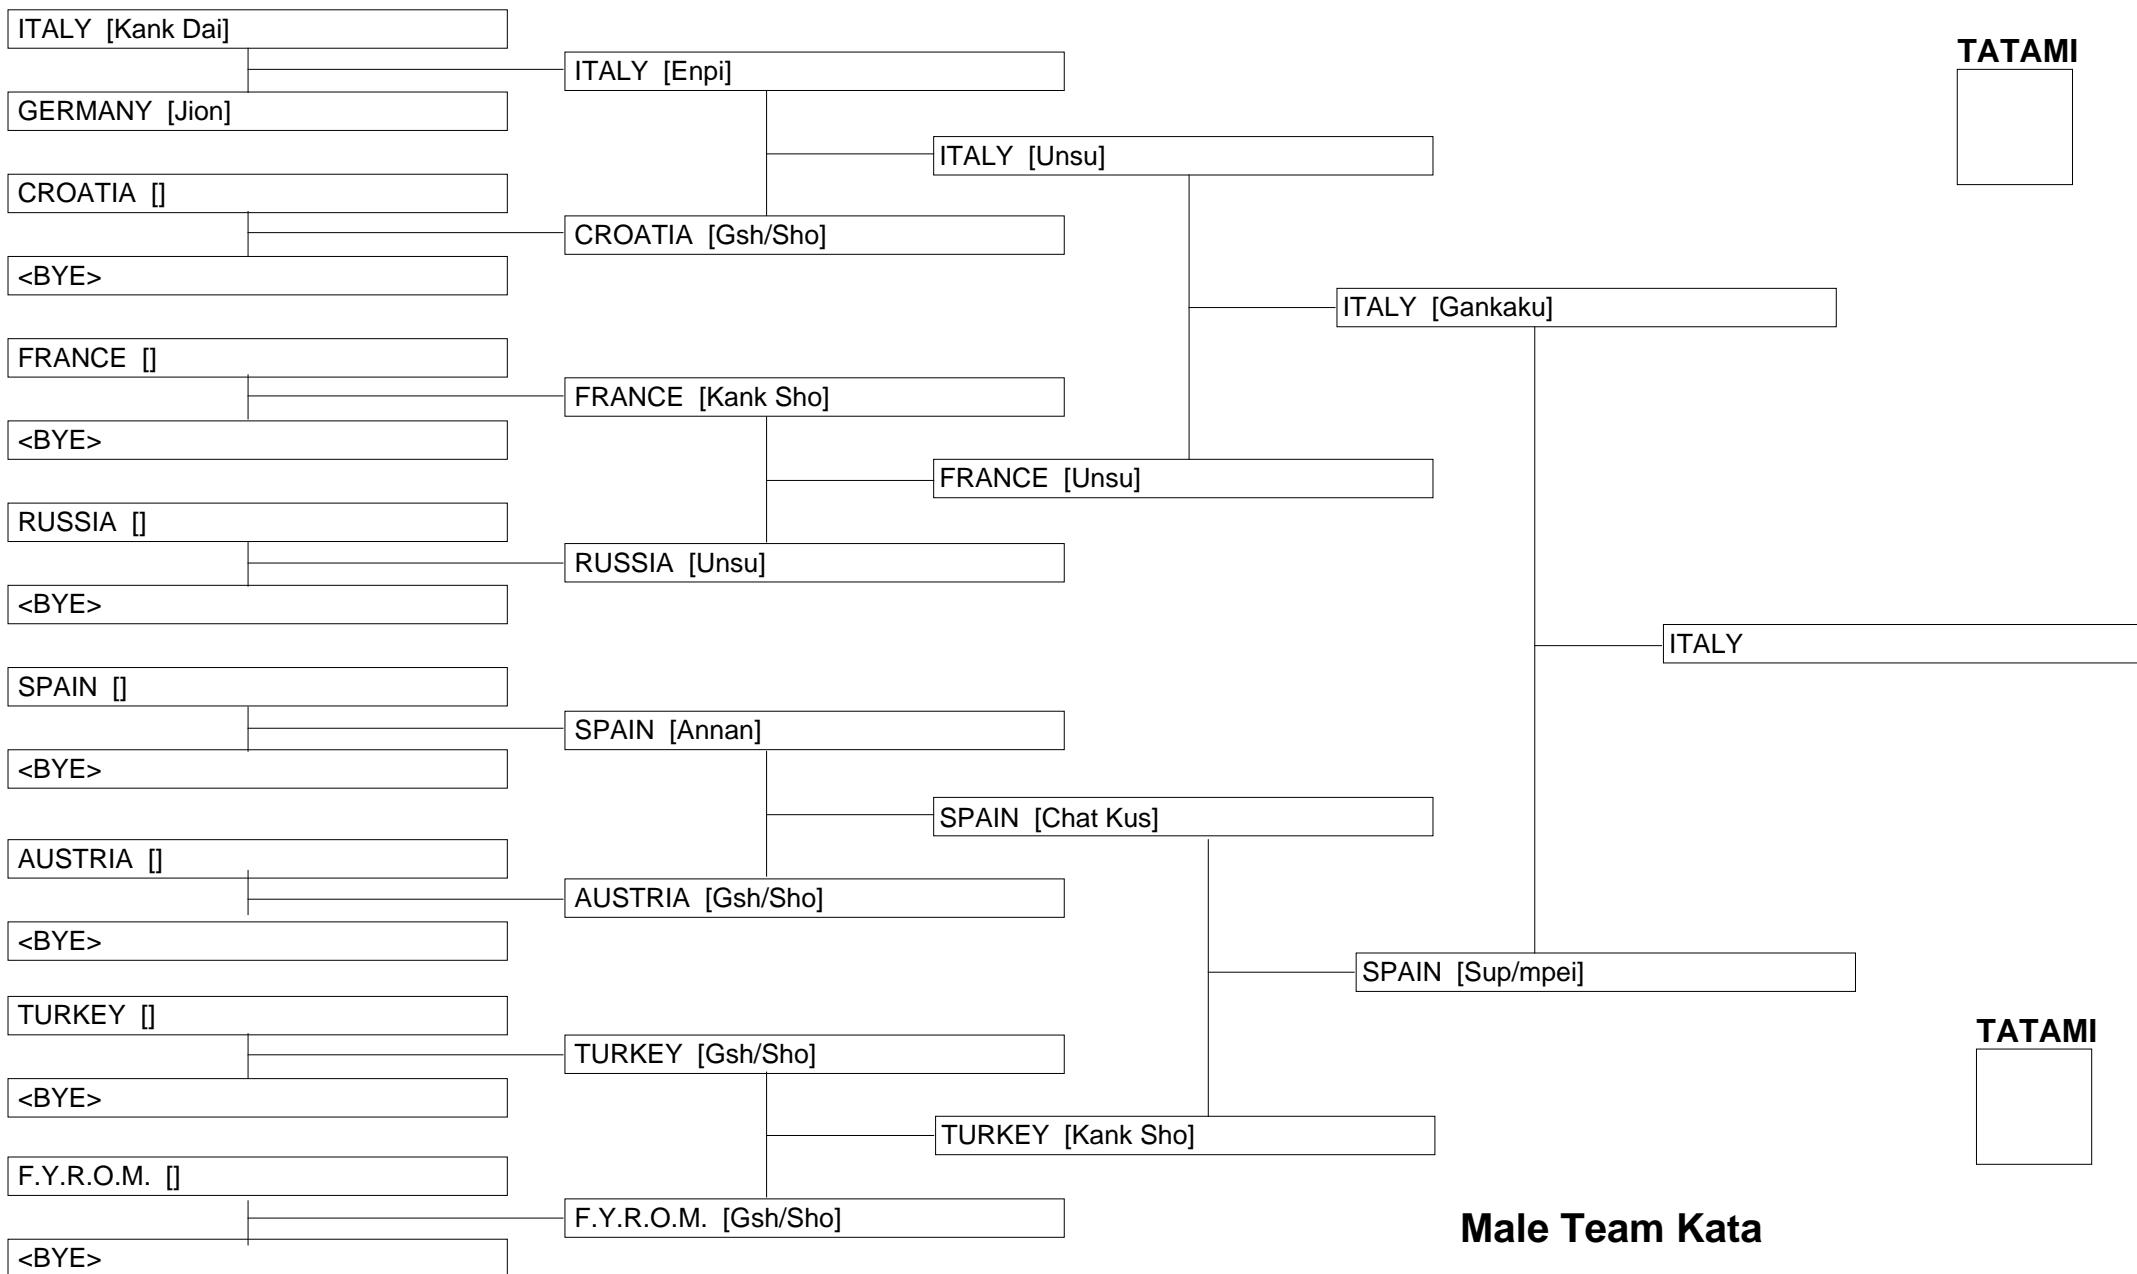 ITALY [Kank Dai]
GERMANY [Jion]
CROATIA []
<BYE>
FRANCE []
<BYE>
RUSSIA []
<BYE>
SPAIN []
<BYE>
AUSTRIA []
<BYE>
TURKEY []
<BYE>
F.Y.R.O.M. []
<BYE>
ITALY [Enpi]
CROATIA [Gsh/Sho]
FRANCE [Kank Sho]
RUSSIA [Unsu]
SPAIN [Annan]
AUSTRIA [Gsh/Sho]
TURKEY [Gsh/Sho]
F.Y.R.O.M. [Gsh/Sho]
ITALY [Unsu]
FRANCE [Unsu]
SPAIN [Chat Kus]
TURKEY [Kank Sho]
ITALY [Gankaku]
SPAIN [Sup/mpei]
ITALY
TATAMI
TATAMI
Male Team Kata